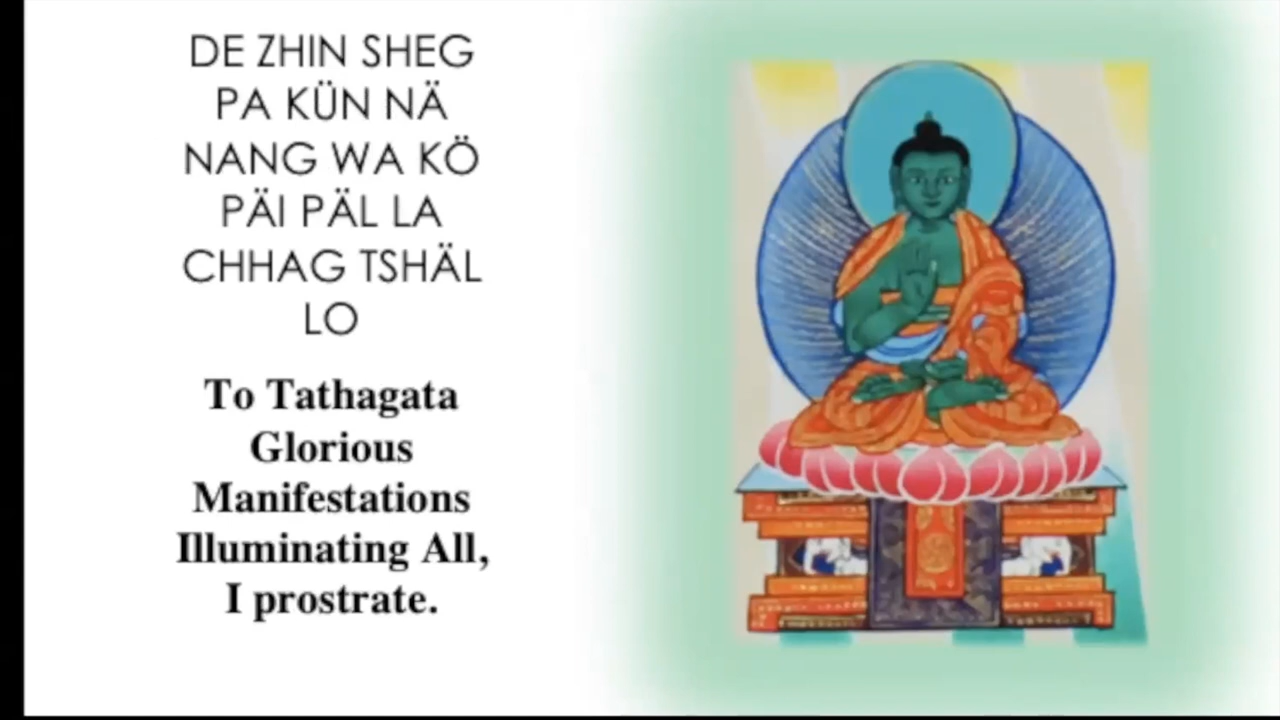 DE ZHIN SHEG
PA KÜN NÄ
NANG WA KÖ
PÄI PÄL LA
CHHAG TSHÄL
LO
To Tathagata
Glorious
Manifestations
Illuminating All,
I prostrate.